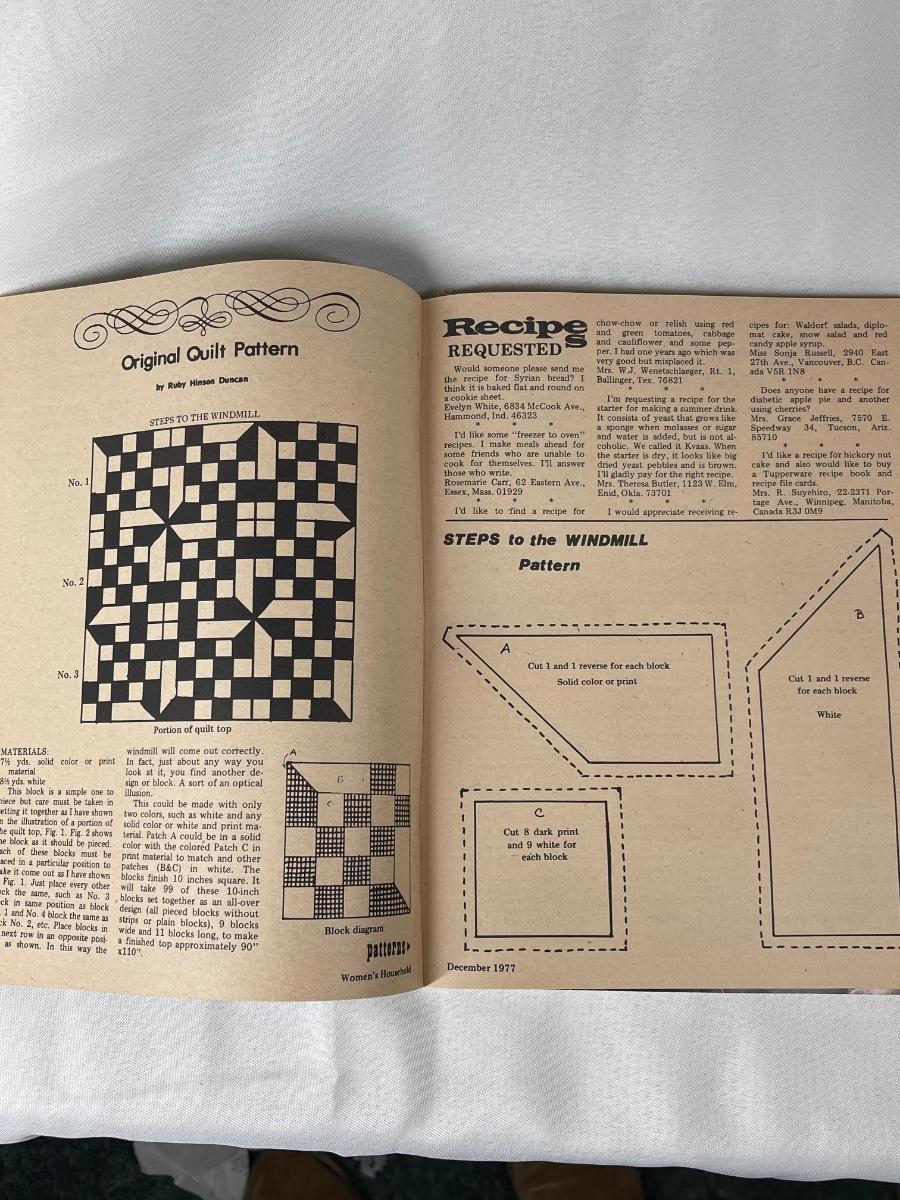 Original Quilt Pattern
by Ruby Hinson Duncan
STEPS TO THE WINDMILL
No. 1
No. 2
No. 3
Portion of quilt top
MATERIALS:
7½ yds. solid color or print
material
8½ yds. white
This block is a simple one to
piece but care must be taken in
etting it together as I have shown
n the illustration of a portion of
he quilt top, Fig. 1. Fig. 2 shows
he block as it should be pieced.
ach of these blocks must be
aced in a particular position to
ake it come out as I have shown
Fig. 1. Just place every other
ck the same, such as No. 3
ck in same position as block
. 1 and No. 4 block the same as
ck No. 2, etc. Place blocks in
next row in an opposite posi-
as shown. In this way the
windmill will come out correctly.
In fact, just about any way you
look at it, you find another de-
sign or block. A sort of an optical
illusion.
This could be made with only
two colors, such as white and any
solid color or white and print ma-
terial. Patch A could be in a solid
color with the colored Patch C in
print material to match and other
patches (B&C) in white. The
blocks finish 10 inches square. It
will take 99 of these 10-inch
blocks set together as an all-over
design (all pieced blocks without
strips or plain blocks), 9 blocks
wide and 11 blocks long, to make
a finished top approximately 90"
x110".
A
B
C
Block diagram
patterns
Women's Household
Recipes
REQUESTED
Would someone please send me
the recipe for Syrian bread? I
think it is baked flat and round on
a cookie sheet.
Evelyn White, 6834 McCook Ave.,
Hammond, Ind. 46323
* * *
I'd like some "freezer to oven"
recipes. I make meals ahead for
some friends who are unable to
cook for themselves. I'll answer
those who write.
Rosemarie Carr, 62 Eastern Ave.,
Essex, Mass. 01929
* * *
I'd like to find a recipe for
chow-chow or relish using red
and green tomatoes, cabbage
and cauliflower and some pep-
per. I had one years ago which was
very good but misplaced it.
Mrs. W.J. Wenetschlaeger, Rt. 1,
Ballinger, Tex. 76821
* * *
I'm requesting a recipe for the
starter for making a summer drink.
It consists of yeast that grows like
a sponge when molasses or sugar
and water is added, but is not al-
coholic. We called it Kvaas. When
the starter is dry, it looks like big
dried yeast pebbles and is brown.
I'll gladly pay for the right recipe.
Mrs. Theresa Butler, 1123 W. Elm,
Enid, Okla. 73701
* * *
I would appreciate receiving re-
cipes for: Waldorf salads, diplo-
mat cake, snow salad and red
candy apple syrup.
Miss Sonja Russell, 2940 East
27th Ave., Vancouver, B.C. Can-
ada V5R 1N8
* * *
Does anyone have a recipe for
diabetic apple pie and another
using cherries?
Mrs. Grace Jeffries, 7570 E.
Speedway 34, Tucson, Ariz.
85710
* * *
I'd like a recipe for hickory nut
cake and also would like to buy
a Tupperware recipe book and
recipe file cards.
Mrs. R. Suyehiro, 22-2371 Por-
tage Ave., Winnipeg, Manitoba,
Canada R3J 0M9
STEPS to the WINDMILL
Pattern
A
Cut 1 and 1 reverse for each block
Solid color or print
B
Cut 1 and 1 reverse
for each block
White
C
Cut 8 dark print
and 9 white for
each block
December 1977